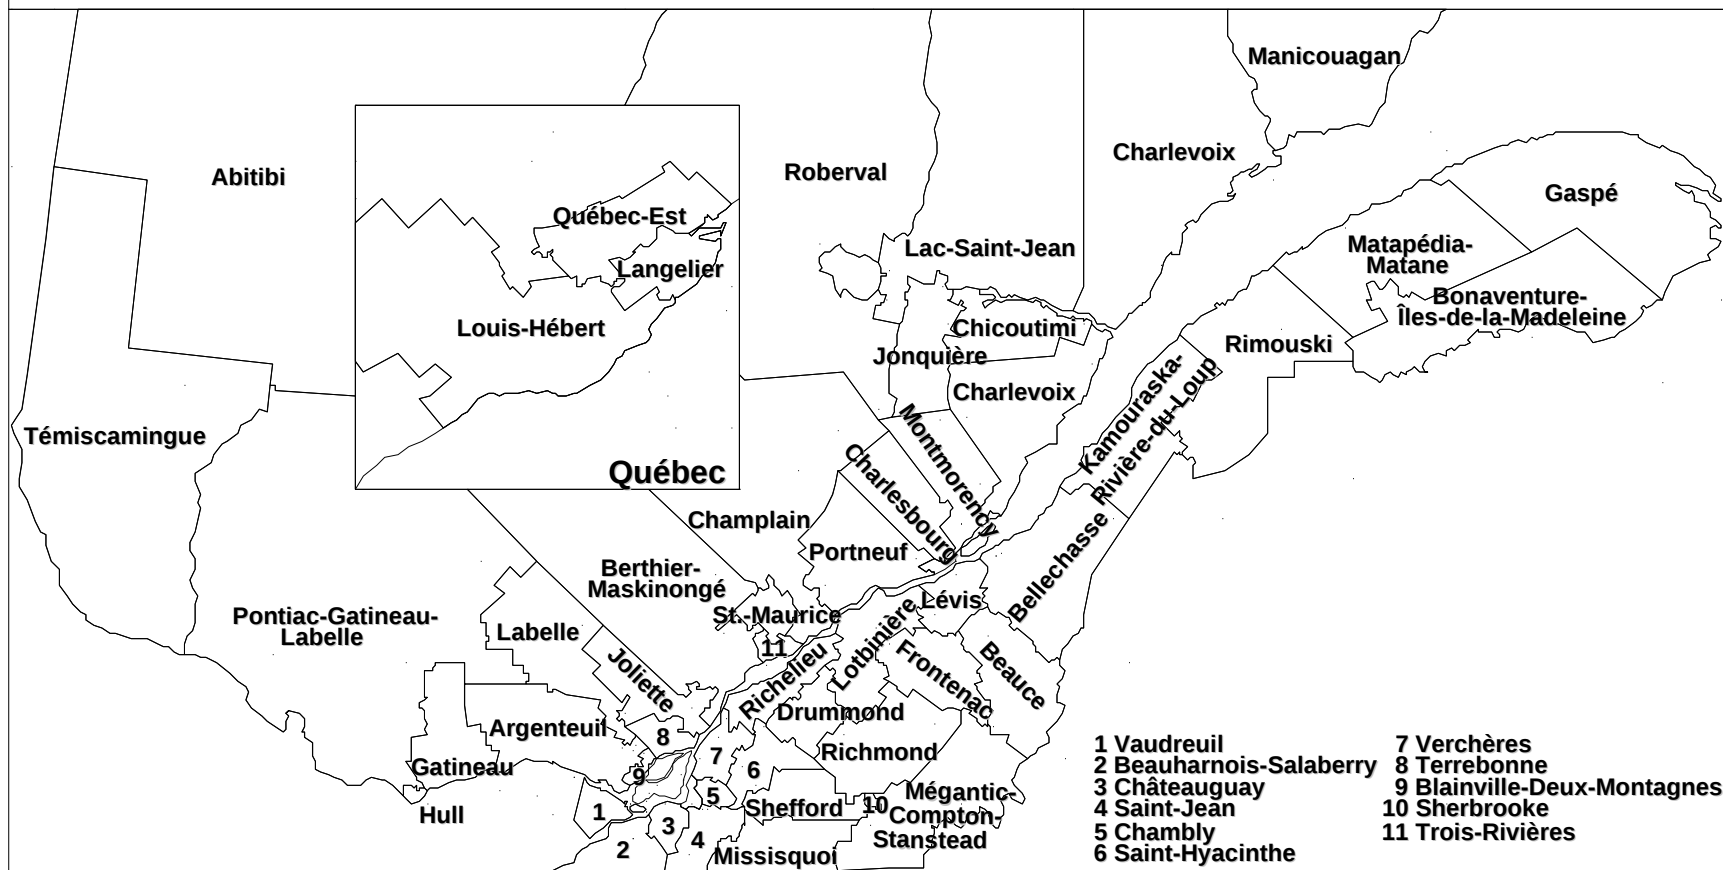 Manicouagan
Charlevoix
Abitibi
Roberval
Gaspé
Québec-Est
Lac-Saint-Jean
Matapédia-
Matane
Langelier
Bonaventure-
Îles-de-la-Madeleine
Louis-Hébert
Chicoutimi
Rimouski
Jonquière
Charlevoix
Kamouraska-
Rivière-du-Loup
Témiscamingue
Montmorency
Québec
Charlesbourg
Champlain
Portneuf
Bellechasse
Berthier-
Maskinongé
Lévis
St.-Maurice
Pontiac-Gatineau-
Labelle
Labelle
11
Lotbinière
Joliette
Richelieu
Frontenac
Beauce
Drummond
Argenteuil
8
Richmond
7
Gatineau
9
6
5
Hull
1
Shefford
10
Mégantic-
Compton-
Stanstead
3
2
4
Missisquoi
1 Vaudreuil
2 Beauharnois-Salaberry
3 Châteauguay
4 Saint-Jean
5 Chambly
6 Saint-Hyacinthe
7 Verchères
8 Terrebonne
9 Blainville-Deux-Montagnes
10 Sherbrooke
11 Trois-Rivières